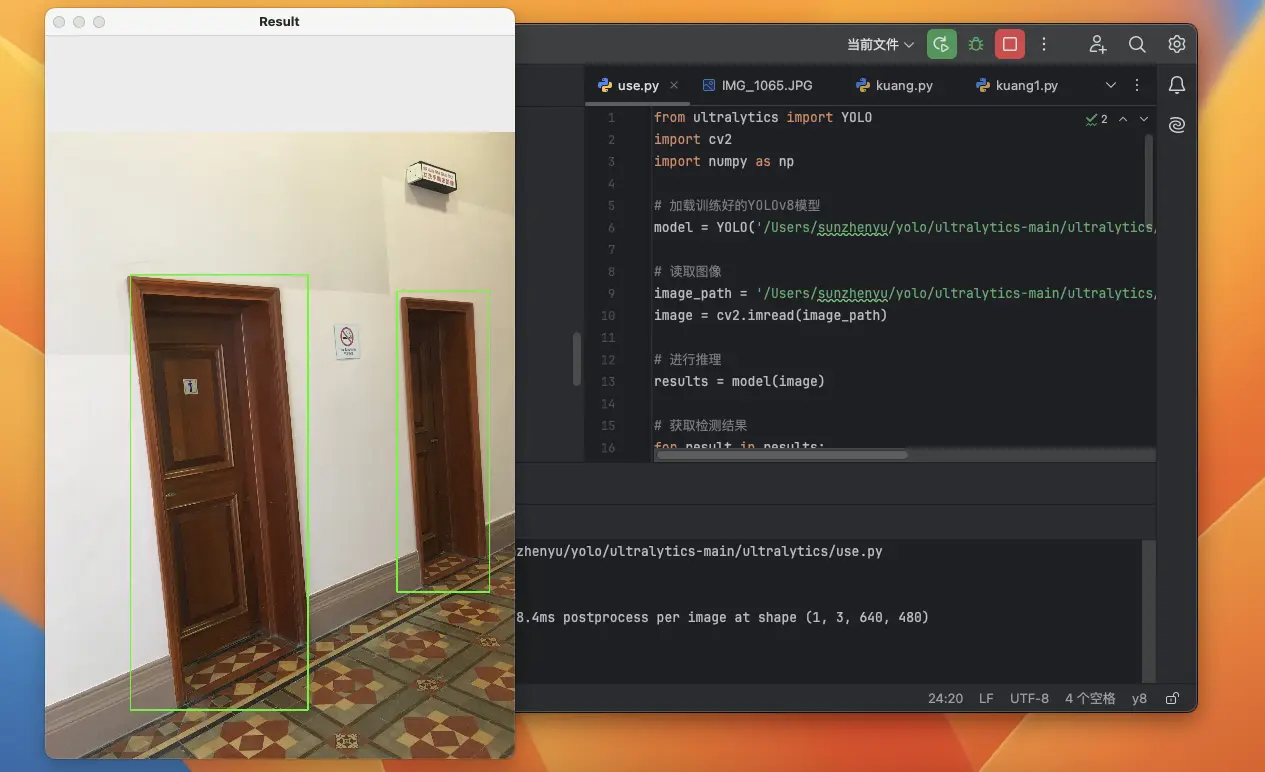 Result
当前文件
use.py
IMG_1065.JPG
kuang.py
kuang1.py
2
1 from ultralytics import YOLO
2 import cv2
3 import numpy as np
4
5 # 加载训练好的YOLOv8模型
6 model = YOLO('/Users/sunzhenyu/yolo/ultralytics-main/ultralytics/
7
8 # 读取图像
9 image_path = '/Users/sunzhenyu/yolo/ultralytics-main/ultralytics/
10 image = cv2.imread(image_path)
11
12 # 进行推理
13 results = model(image)
14
15 # 获取检测结果
16 for result in results:
zhenyu/yolo/ultralytics-main/ultralytics/use.py
8.4ms postprocess per image at shape (1, 3, 640, 480)
24:20 LF UTF-8 4 个空格 y8